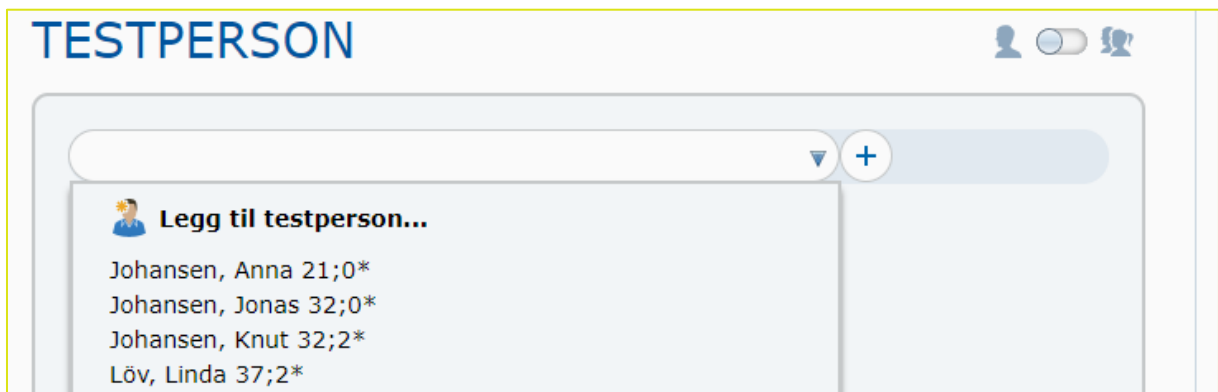 TESTPERSON
+
Legg til testperson...
Johansen, Anna 21;0*
Johansen, Jonas 32;0*
Johansen, Knut 32;2*
Löv, Linda 37;2*